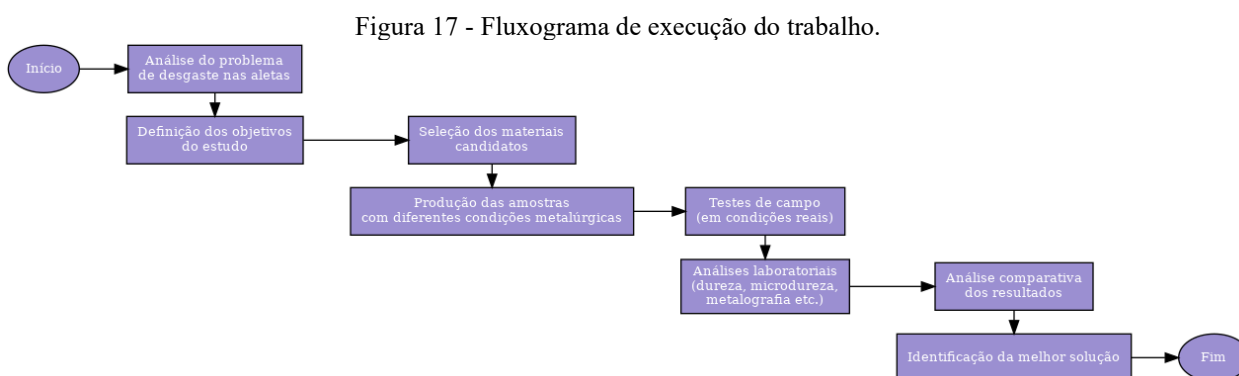 Figura 17 - Fluxograma de execução do trabalho.
Início
Análise do problema
de desgaste nas aletas
Definição dos objetivos
do estudo
Seleção dos materiais
candidatos
Produção das amostras
com diferentes condições metalúrgicas
Testes de campo
(em condições reais)
Análises laboratoriais
(dureza, microdureza,
metalografia etc.)
Análise comparativa
dos resultados
Identificação da melhor solução
Fim